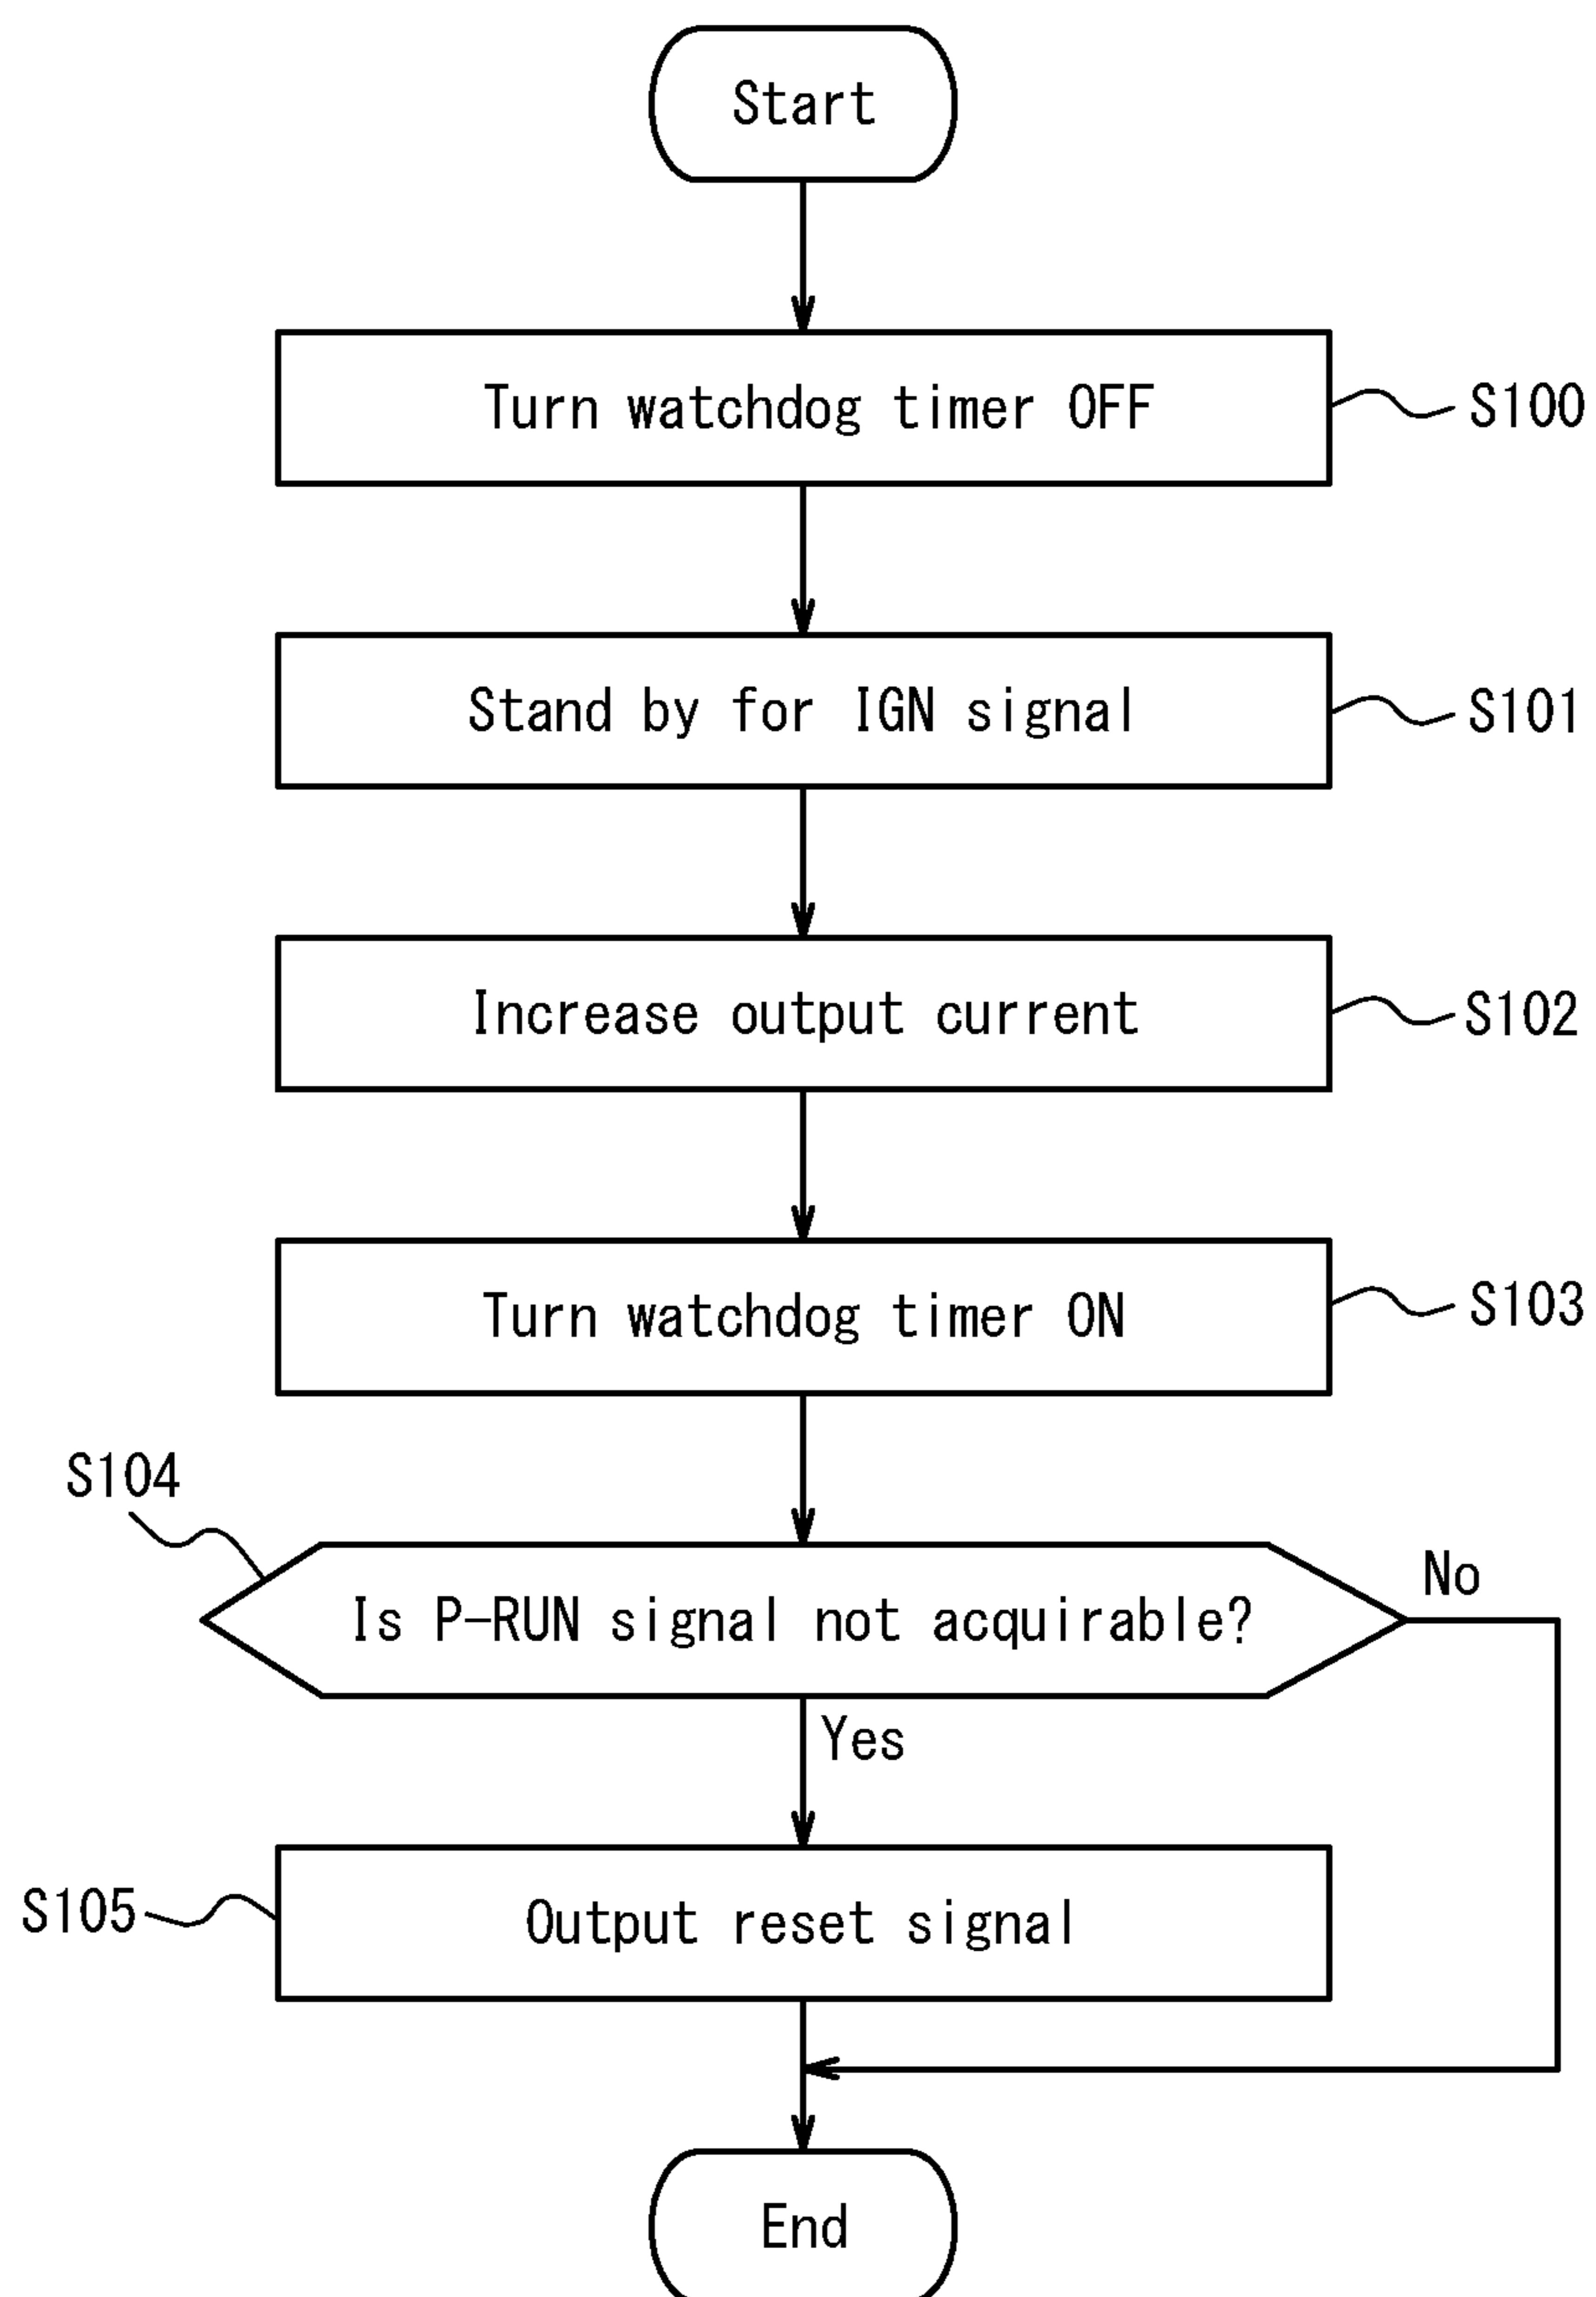 Start
Turn watchdog timer OFF
S100
Stand by for IGN signal
S101
Increase output current
S102
Turn watchdog timer ON
S103
S104
Is P-RUN signal not acquirable?
No
Yes
S105
Output reset signal
End